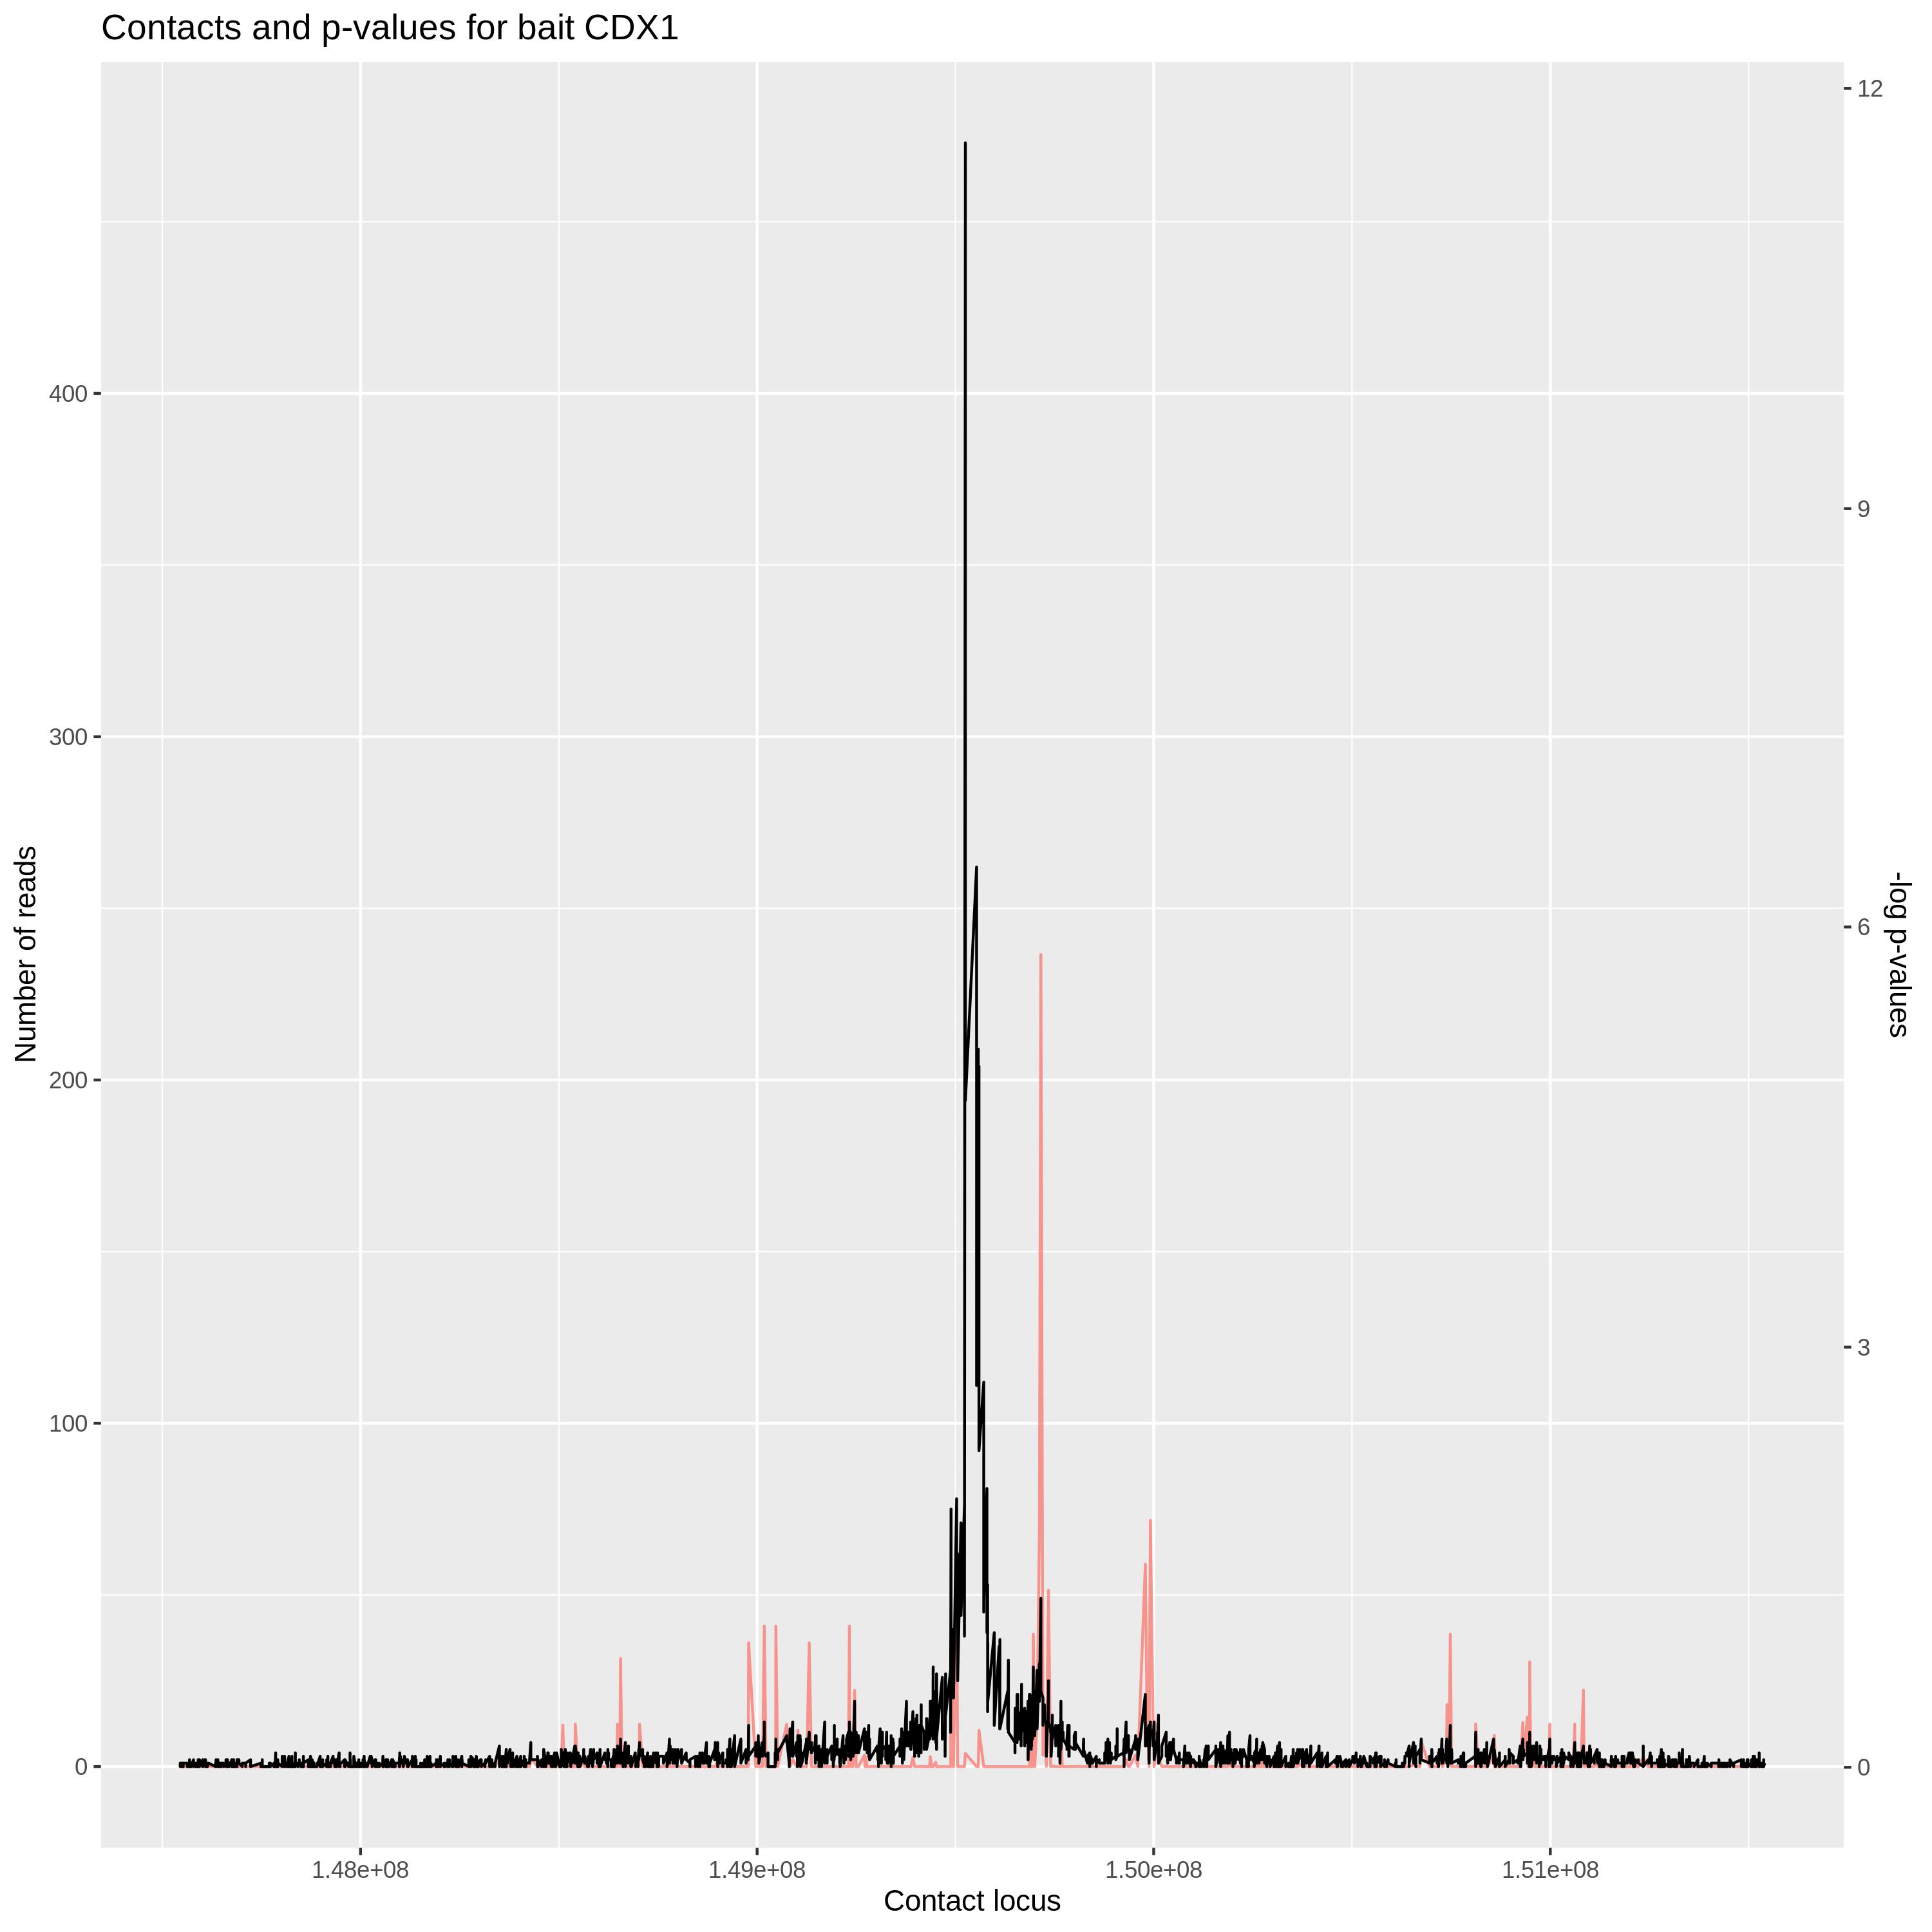 Contacts and p-values for bait CDX1
12
9
6
3
0
400
300
200
100
0
Number of reads
-log p-values
1.48e+08 1.49e+08 1.50e+08 1.51e+08
Contact locus